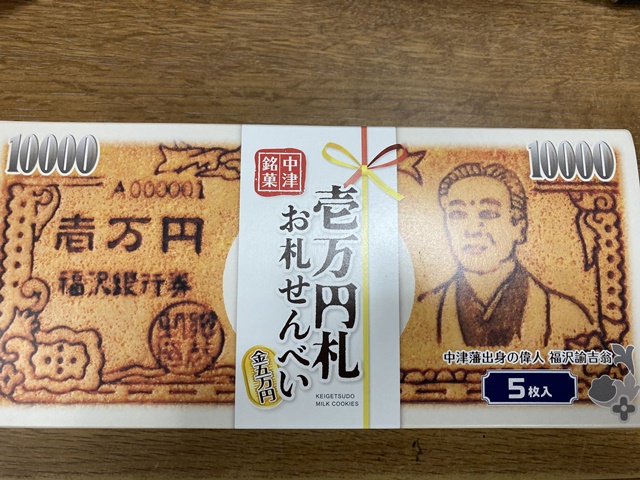 10000
A000001
壱万円
福沢銀行券
中津
銘菓
壱万円札
お札せんべい
金五万円
KEIGETSUDO
MILK COOKIES
10000
中津藩出身の偉人 福沢諭吉翁
5枚入